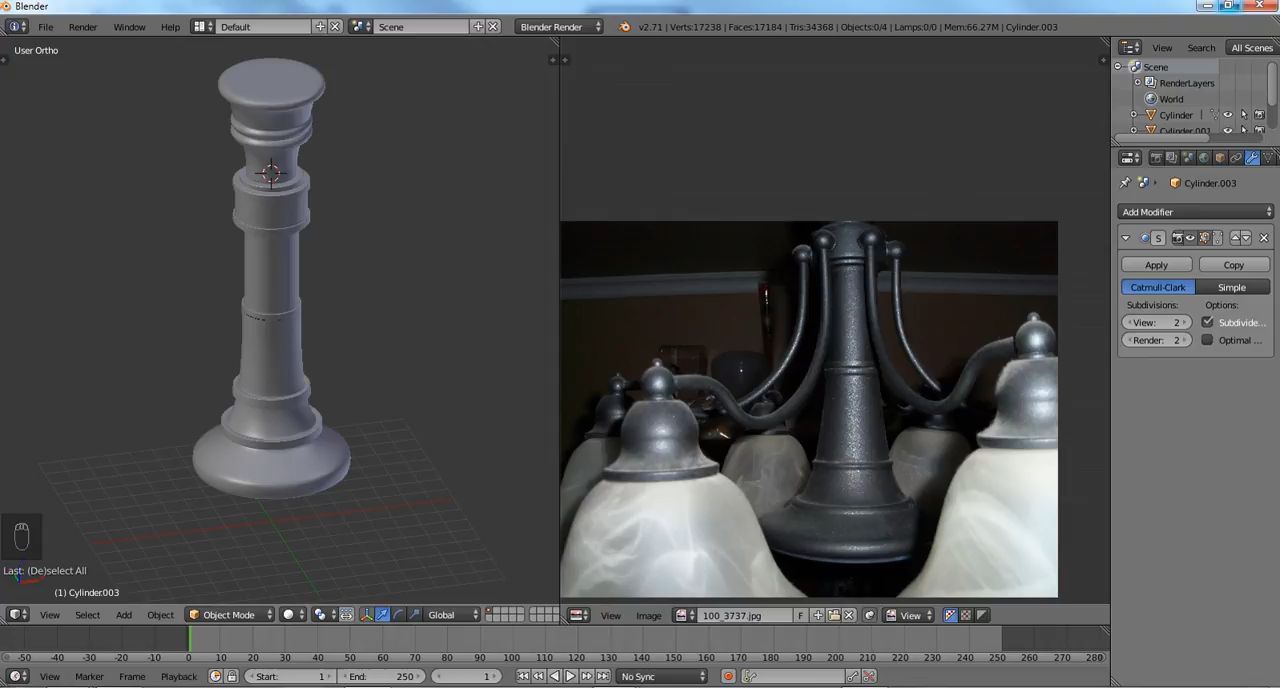 Blender
File Render Window Help Default Scene Blender Render v2.71 | Verts:17238 | Faces:17184 | Tris:34368 | Objects:0/4 | Lamps:0/0 | Mem:66.27M | Cylinder.003
User Ortho
View Search All Scenes
Scene
RenderLayers
World
Cylinder
Cylinder.001
Cylinder.003
Add Modifier
S
Apply Copy
Catmull-Clark Simple
Subdivisions: Options:
View: 2 Subdivide...
Render: 2 Optimal ...
Last: (De)select All
(1) Cylinder.003
View Select Add Object Object Mode Global
View Image 100_3737.jpg F View
-50 -40 -30 -20 -10 0 10 20 30 40 50 60 70 80 90 100 110 120 130 140 150 160 170 180 190 200 210 220 230 240 250 260 270 280
View Marker Frame Playback Start: 1 End: 250 1 No Sync